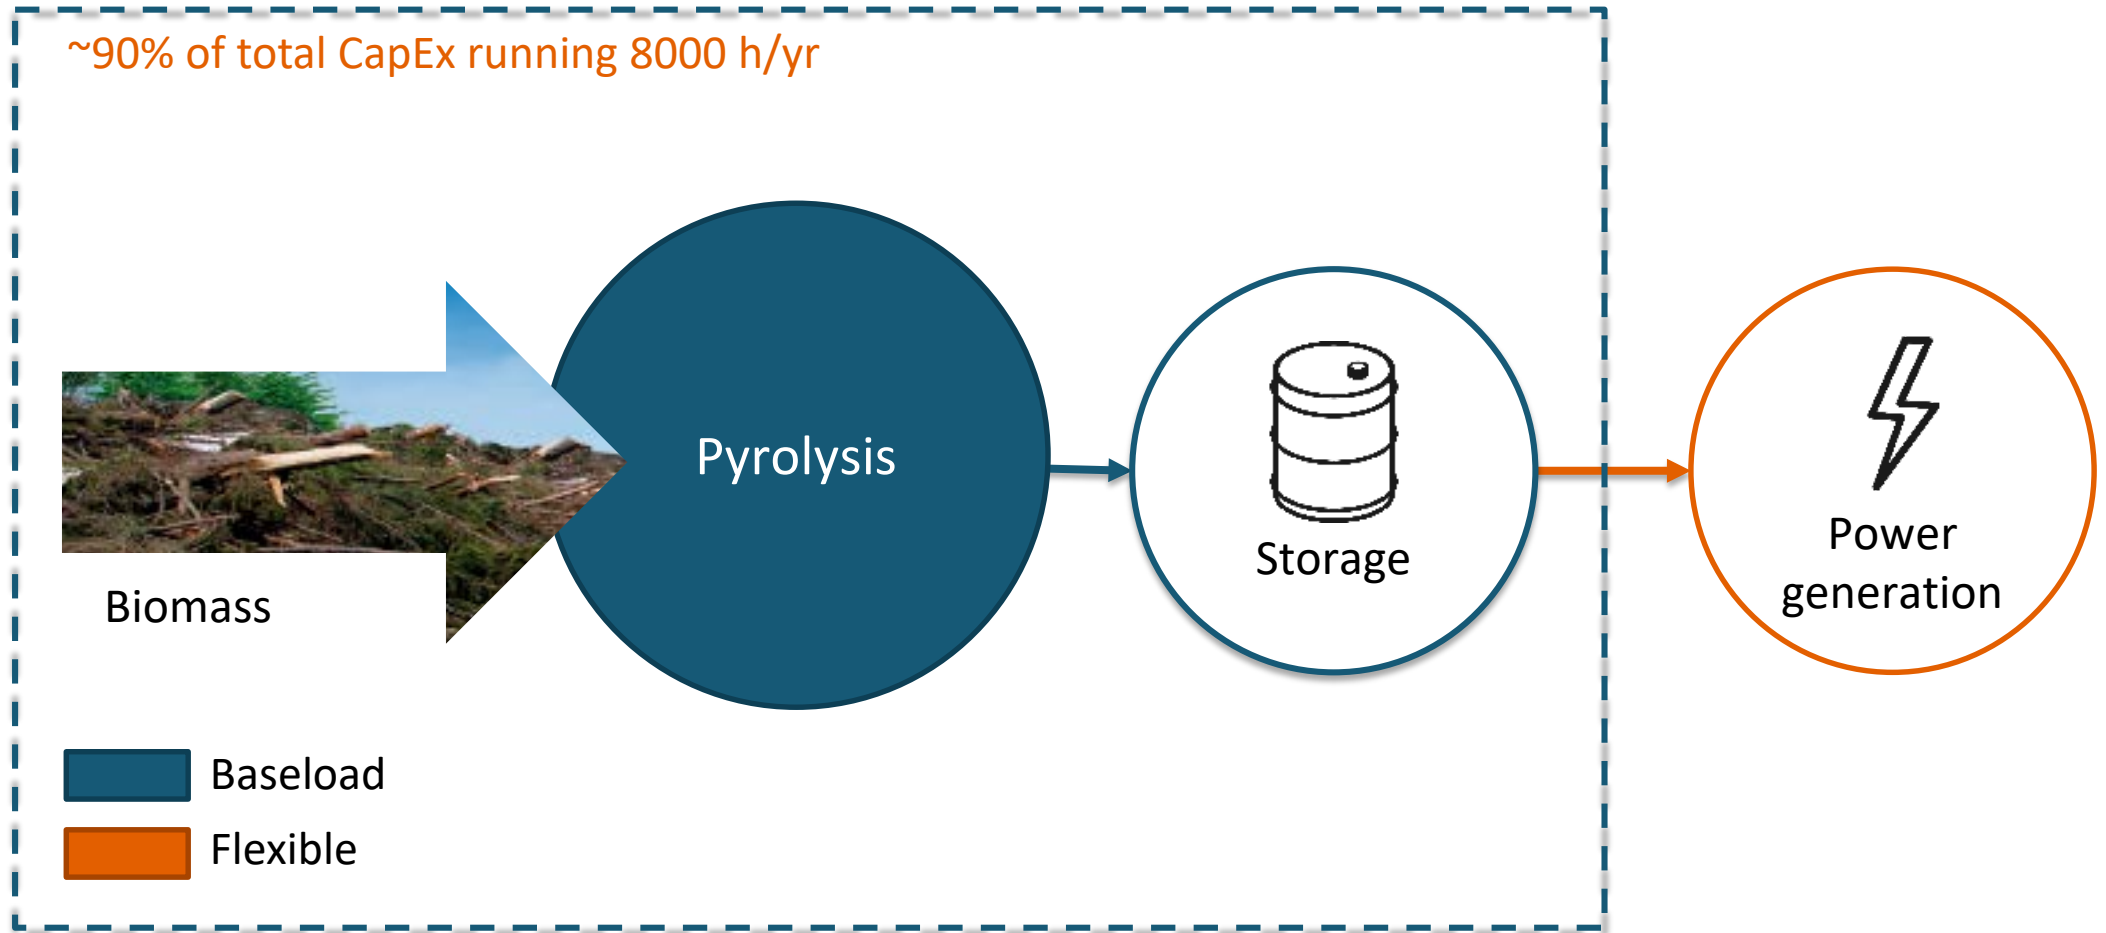 ~90% of total CapEx running 8000 h/yr
Biomass
Pyrolysis
Storage
Power
generation
Baseload
Flexible